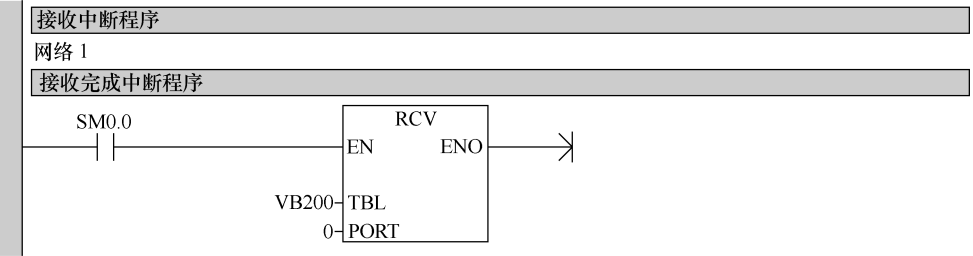 接收中断程序
网络 1
接收完成中断程序
SM0.0
RCV
EN ENO
VB200 TBL
0 PORT